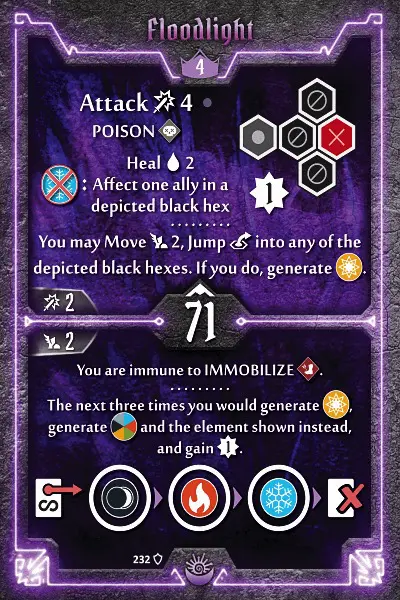 Floodlight
4
Attack 4
POISON
Heal 2
1
: Affect one ally in a
depicted black hex
You may Move 2, Jump into any of the
depicted black hexes. If you do, generate .
2
71
2
You are immune to IMMOBILIZE .
The next three times you would generate ,
generate and the element shown instead,
and gain 1.
232